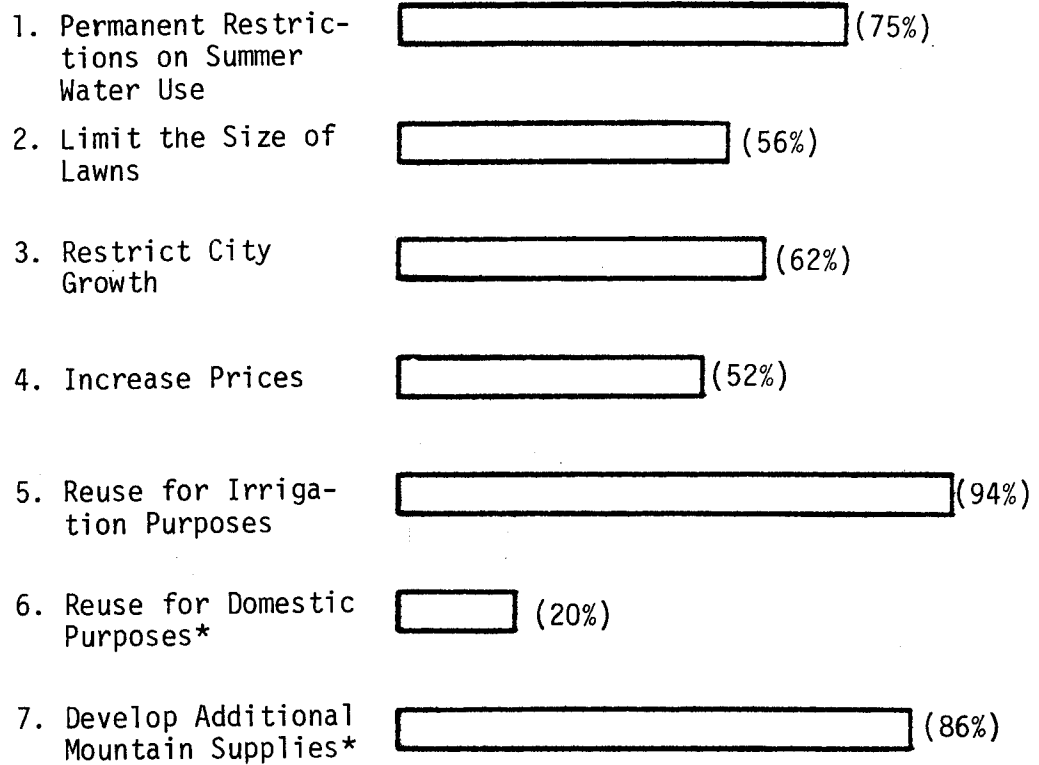 1. Permanent Restric- (75%)
tions on Summer
Water Use
2. Limit the Size of (56%)
Lawns
3. Restrict City (62%)
Growth
4. Increase Prices (52%)
5. Reuse for Irriga- (94%)
tion Purposes
6. Reuse for Domestic (20%)
Purposes*
7. Develop Additional (86%)
Mountain Supplies*